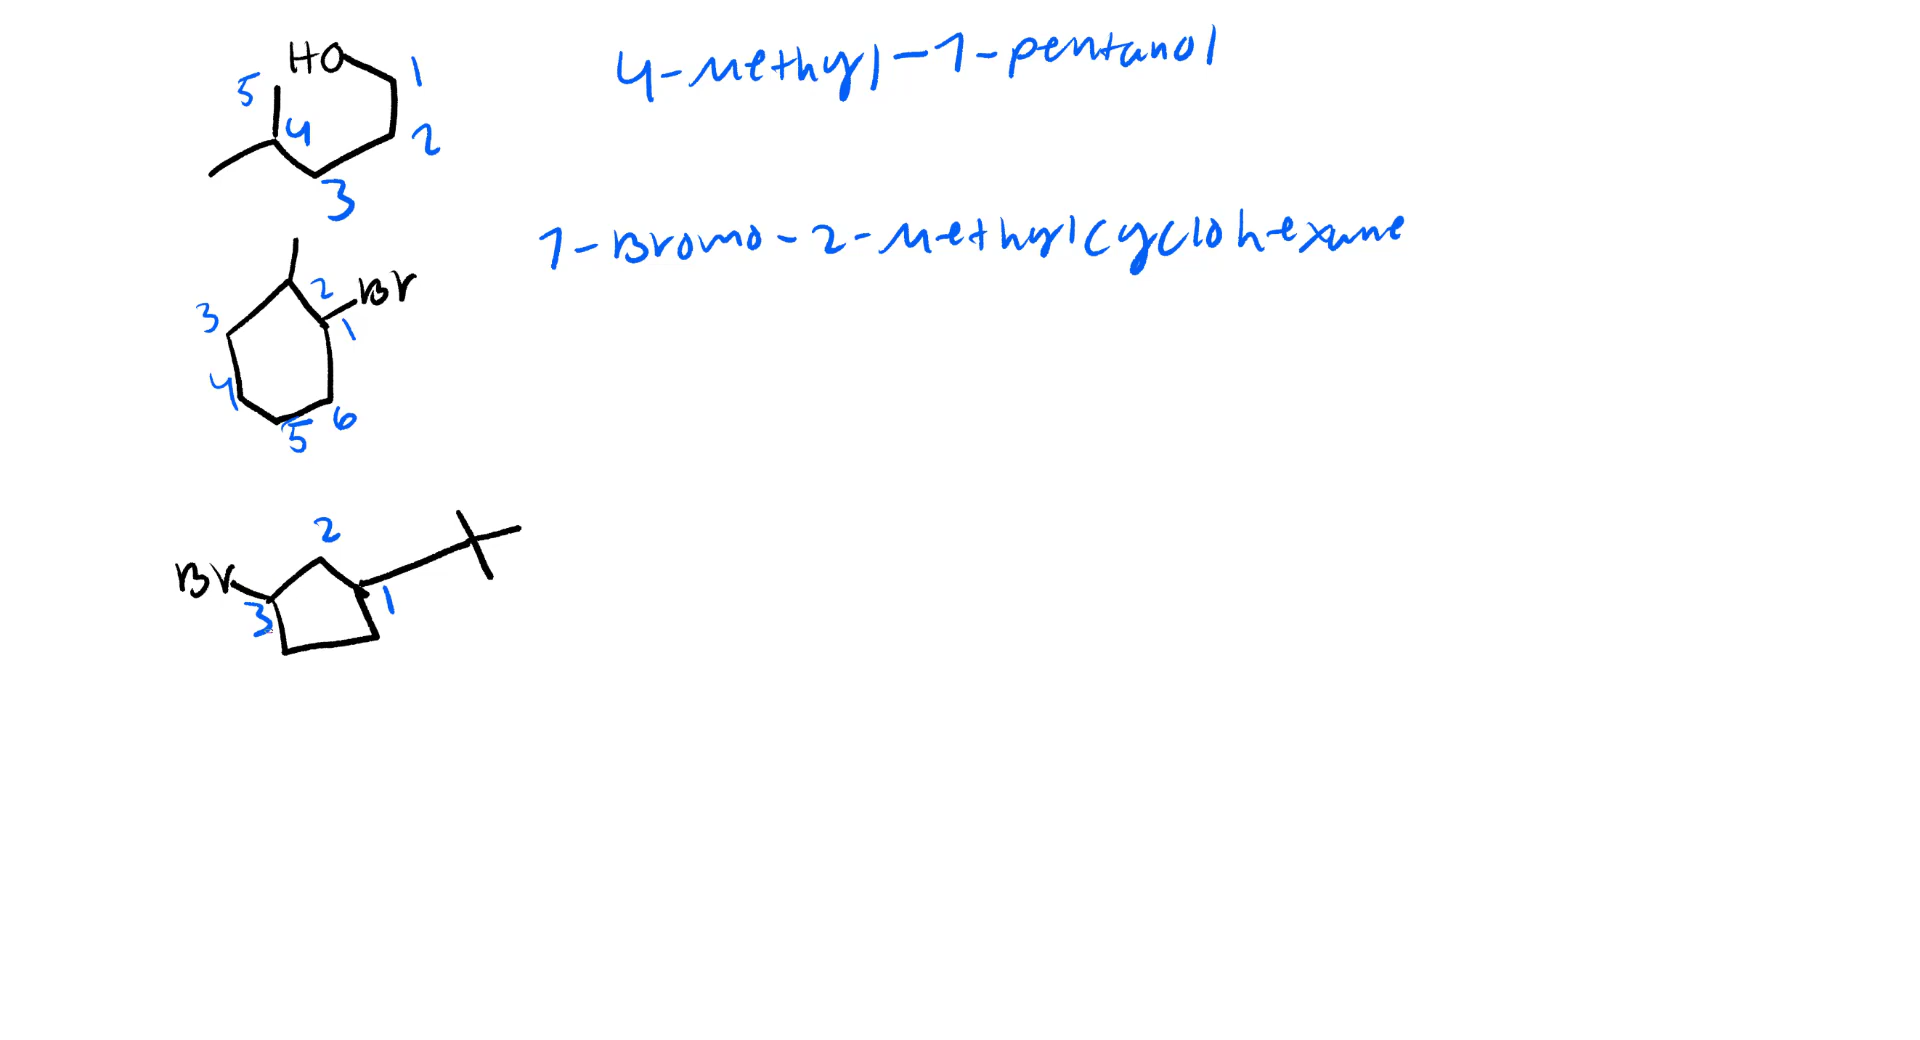 HO 1 4-methyl-1-pentanol
5
4 2
3
1-Bromo-2-methylcyclohexane
2 Br
3 1
4
5 6
2
Br
3 1